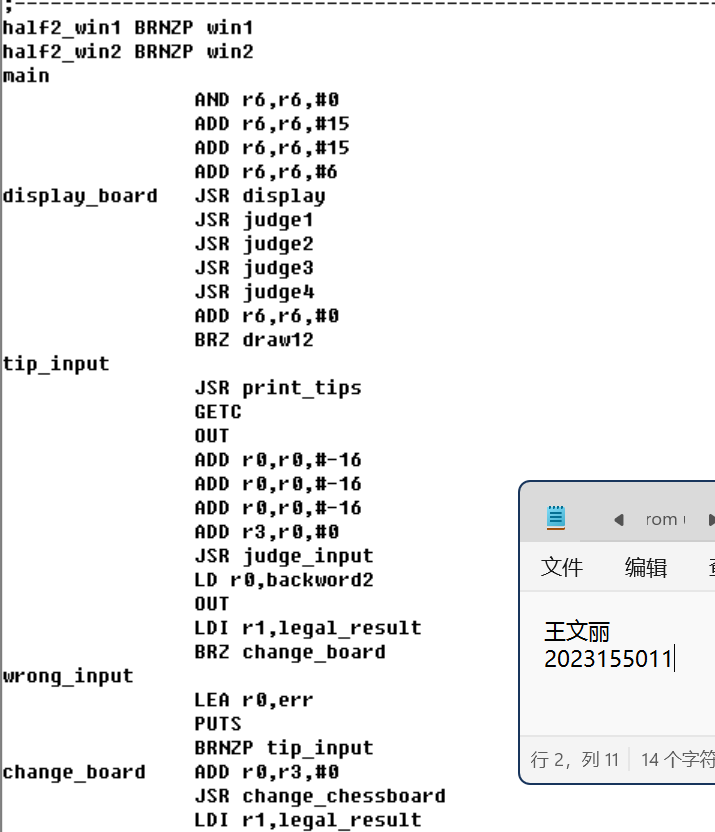 ;-----------------------------------------------------------
half2_win1 BRNZP win1
half2_win2 BRNZP win2
main
AND r6,r6,#0
ADD r6,r6,#15
ADD r6,r6,#15
ADD r6,r6,#6
display_board JSR display
JSR judge1
JSR judge2
JSR judge3
JSR judge4
ADD r6,r6,#0
BRZ draw12
tip_input
JSR print_tips
GETC
OUT
ADD r0,r0,#-16
ADD r0,r0,#-16
ADD r0,r0,#-16
ADD r3,r0,#0
JSR judge_input
LD r0,backword2
OUT
LDI r1,legal_result
BRZ change_board
wrong_input
LEA r0,err
PUTS
BRNZP tip_input
change_board ADD r0,r3,#0
JSR change_chessboard
LDI r1,legal_result
rom
文件 编辑
王文丽
2023155011
行 2，列 11 14 个字符